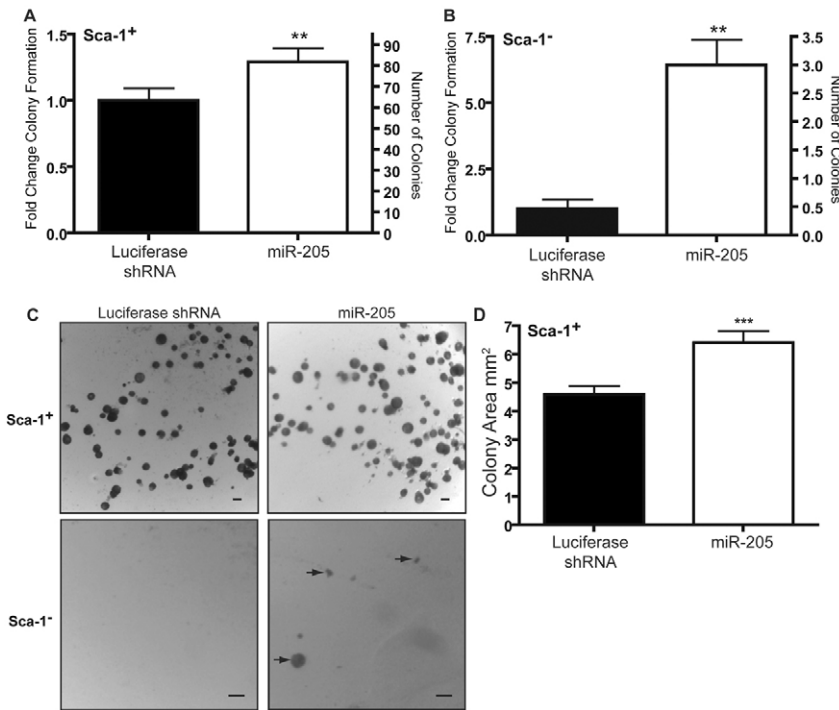 A
Sca-1+
**
Fold Change Colony Formation
1.5
1.0
0.5
0.0
Number of Colonies
90
80
70
60
50
40
30
20
10
0
Luciferase
shRNA
miR-205
B
Sca-1-
**
Fold Change Colony Formation
7.5
5.0
2.5
0.0
Number of Colonies
3.5
3.0
2.5
2.0
1.5
1.0
0.5
0.0
Luciferase
shRNA
miR-205
C
Luciferase shRNA
miR-205
Sca-1+
Sca-1-
D
Sca-1+
***
Colony Area mm²
7
6
5
4
3
2
1
0
Luciferase
shRNA
miR-205